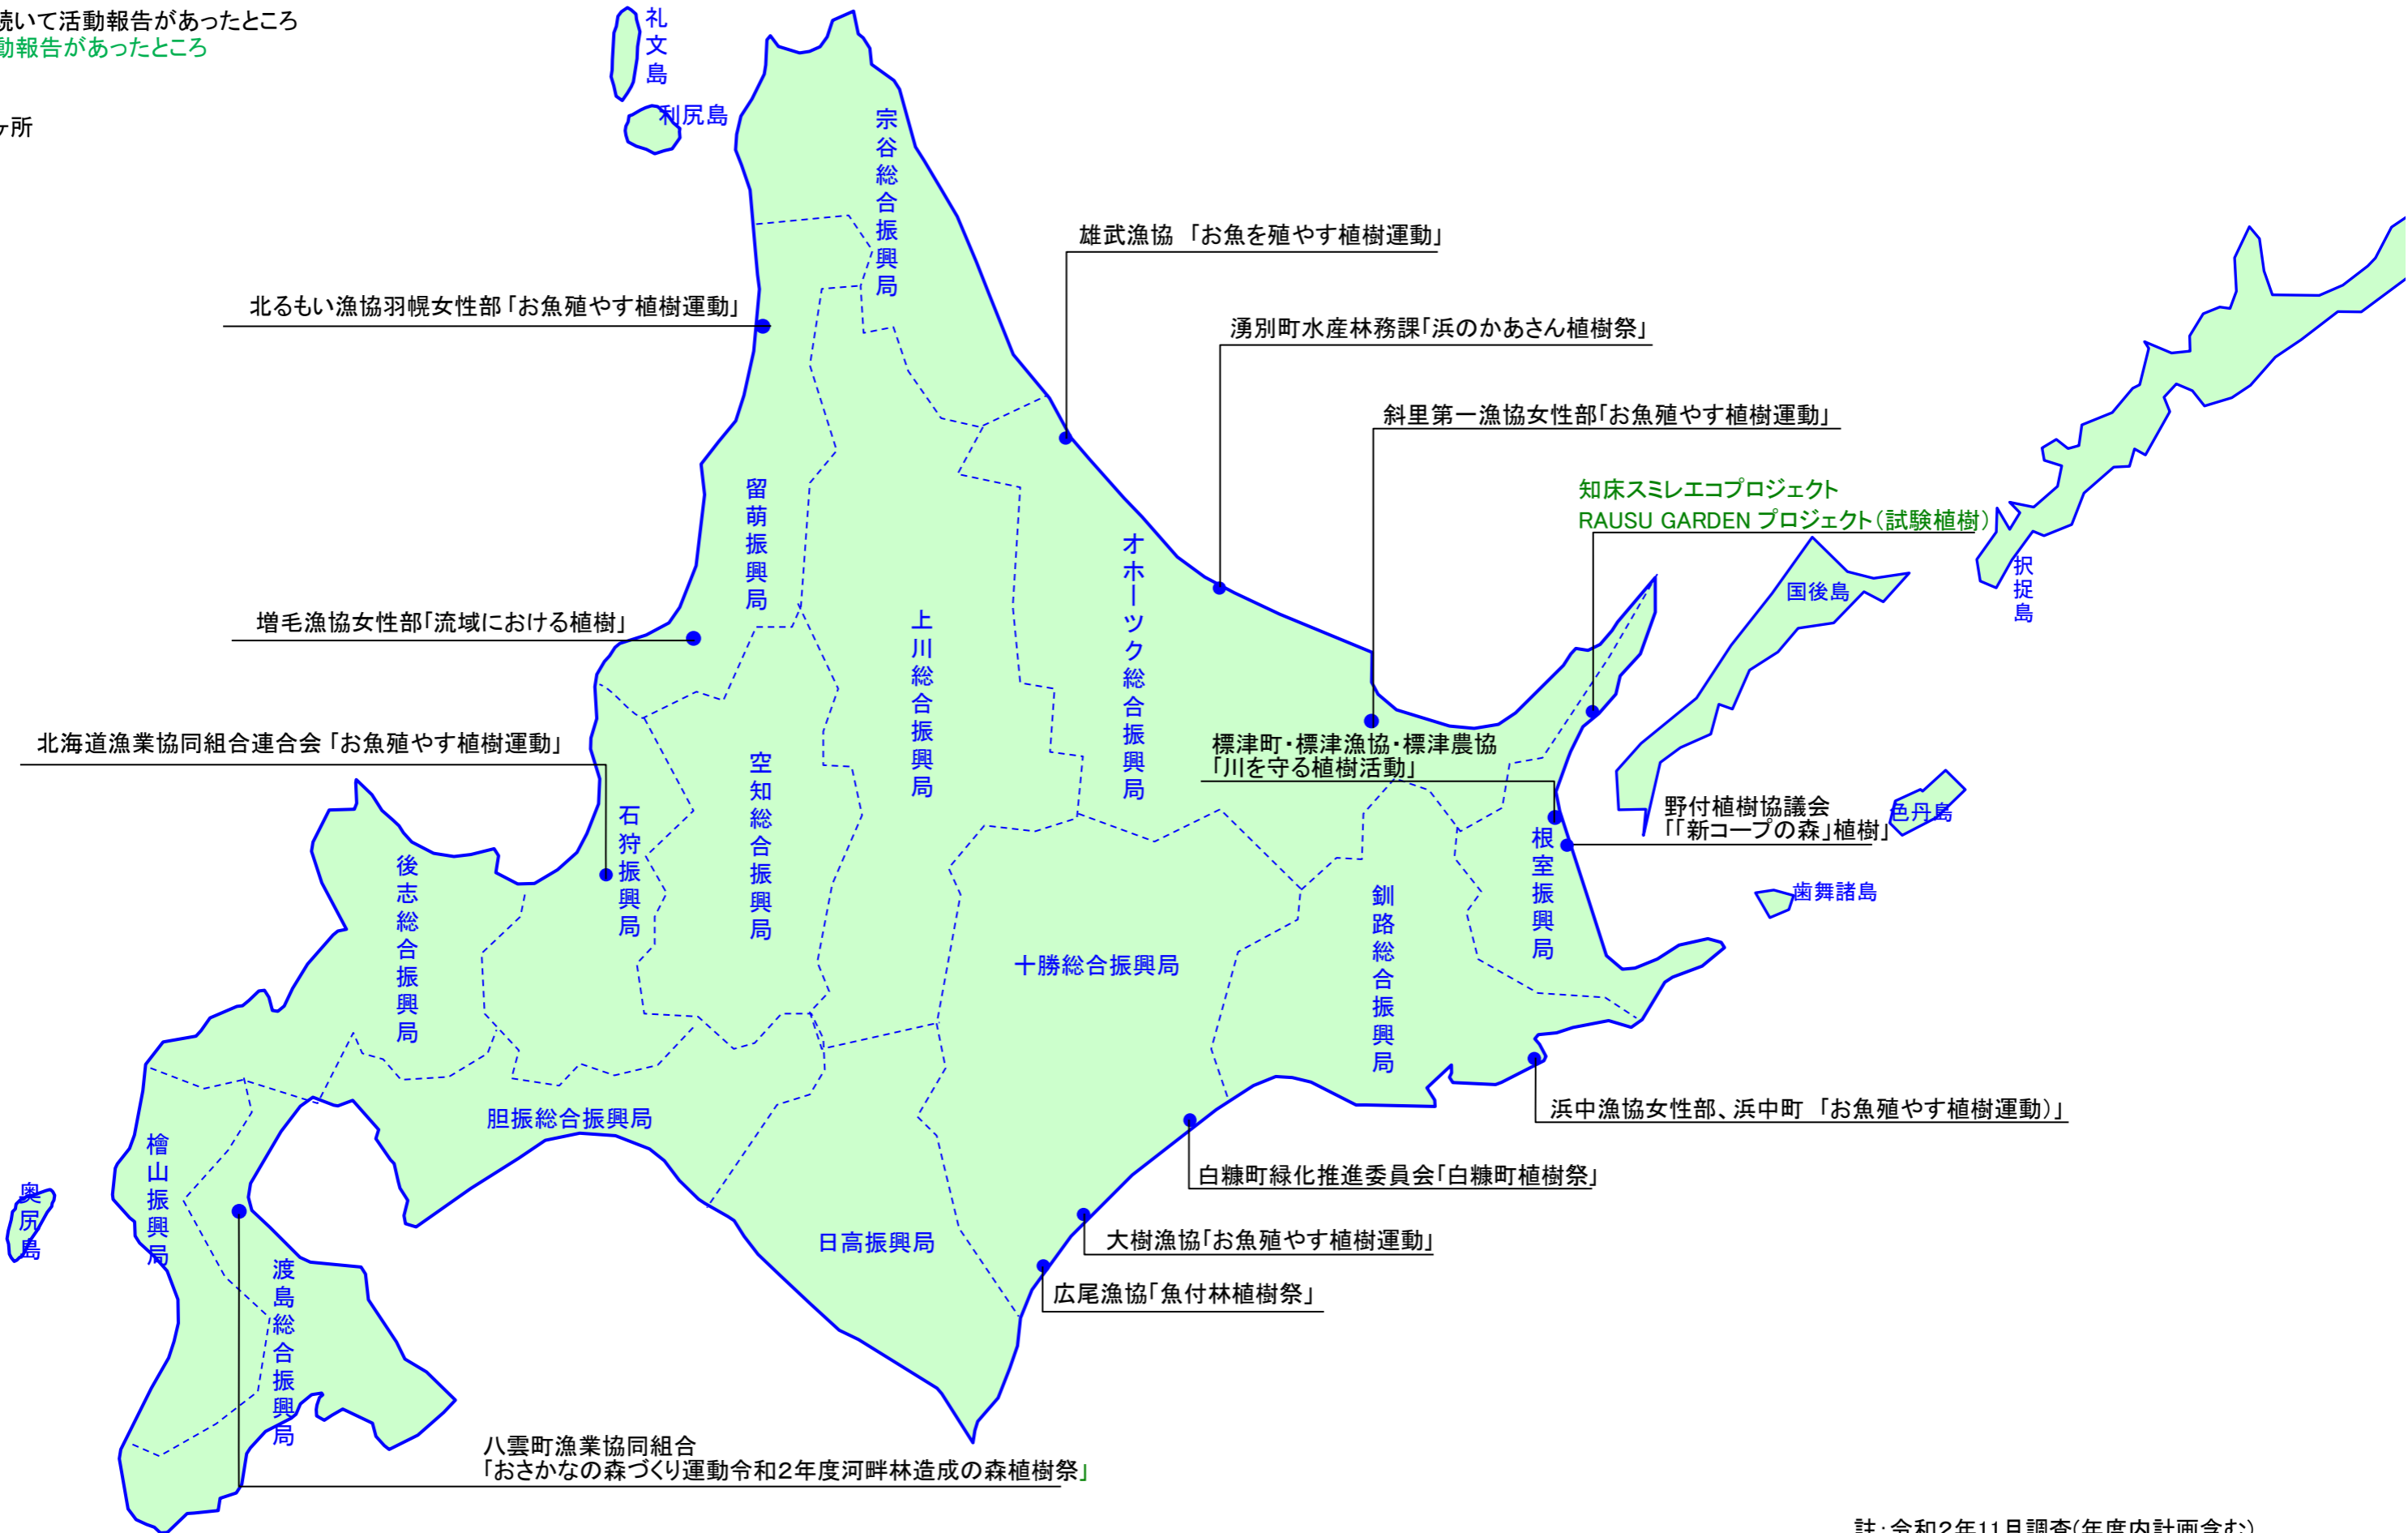 続いて活動報告があったところ
動報告があったところ
ヶ所
礼文島
利尻島
宗谷総合振興局
雄武漁協 「お魚を殖やす植樹運動」
北るもい漁協羽幌女性部「お魚殖やす植樹運動」
湧別町水産林務課「浜のかあさん植樹祭」
斜里第一漁協女性部「お魚殖やす植樹運動」
知床スミレエコプロジェクト
RAUSU GARDEN プロジェクト(試験植樹)
留萌振興局
オホーツク総合振興局
択捉島
国後島
増毛漁協女性部「流域における植樹」
上川総合振興局
北海道漁業協同組合連合会「お魚殖やす植樹運動」
標津町・標津漁協・標津農協
「川を守る植樹活動」
空知総合振興局
石狩振興局
野付植樹協議会
「「新コープの森」植樹」
色丹島
根室振興局
後志総合振興局
釧路総合振興局
歯舞諸島
十勝総合振興局
胆振総合振興局
浜中漁協女性部、浜中町 「お魚殖やす植樹運動)」
檜山振興局
白糠町緑化推進委員会「白糠町植樹祭」
奥尻島
日高振興局
大樹漁協「お魚殖やす植樹運動」
渡島総合振興局
広尾漁協「魚付林植樹祭」
八雲町漁業協同組合
「おさかなの森づくり運動令和2年度河畔林造成の森植樹祭」
註:令和2年11月調査(年度内計画含む)